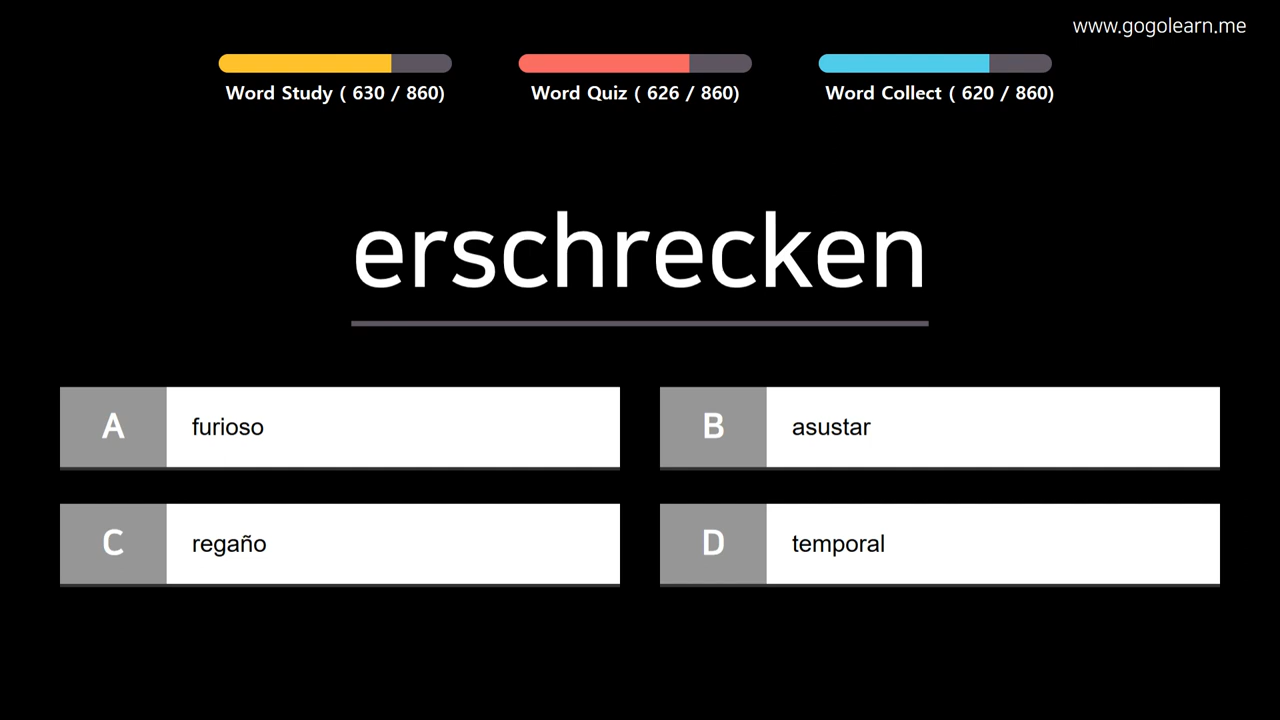 www.gogolearn.me
Word Study ( 630 / 860)
Word Quiz ( 626 / 860)
Word Collect ( 620 / 860)
erschrecken
A furioso
B asustar
C regaño
D temporal